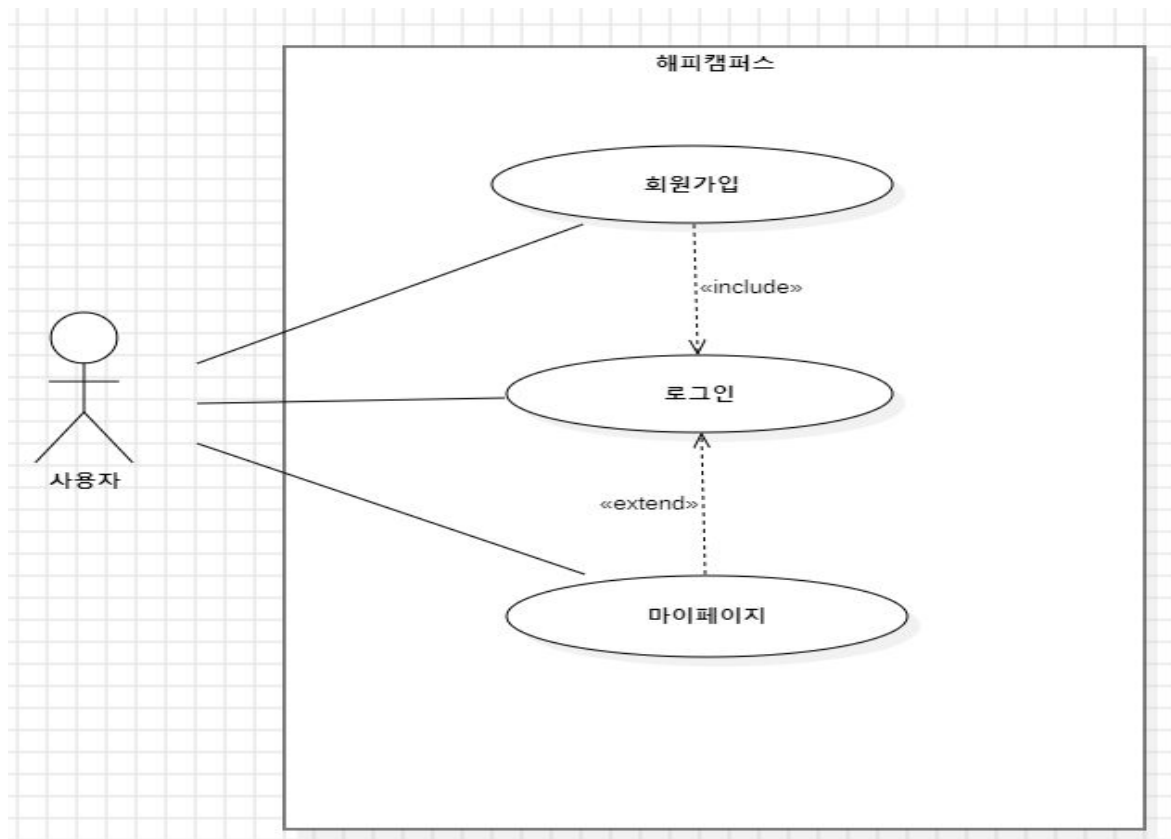 해피캠퍼스
회원가입
«include»
로그인
사용자
«extend»
마이페이지